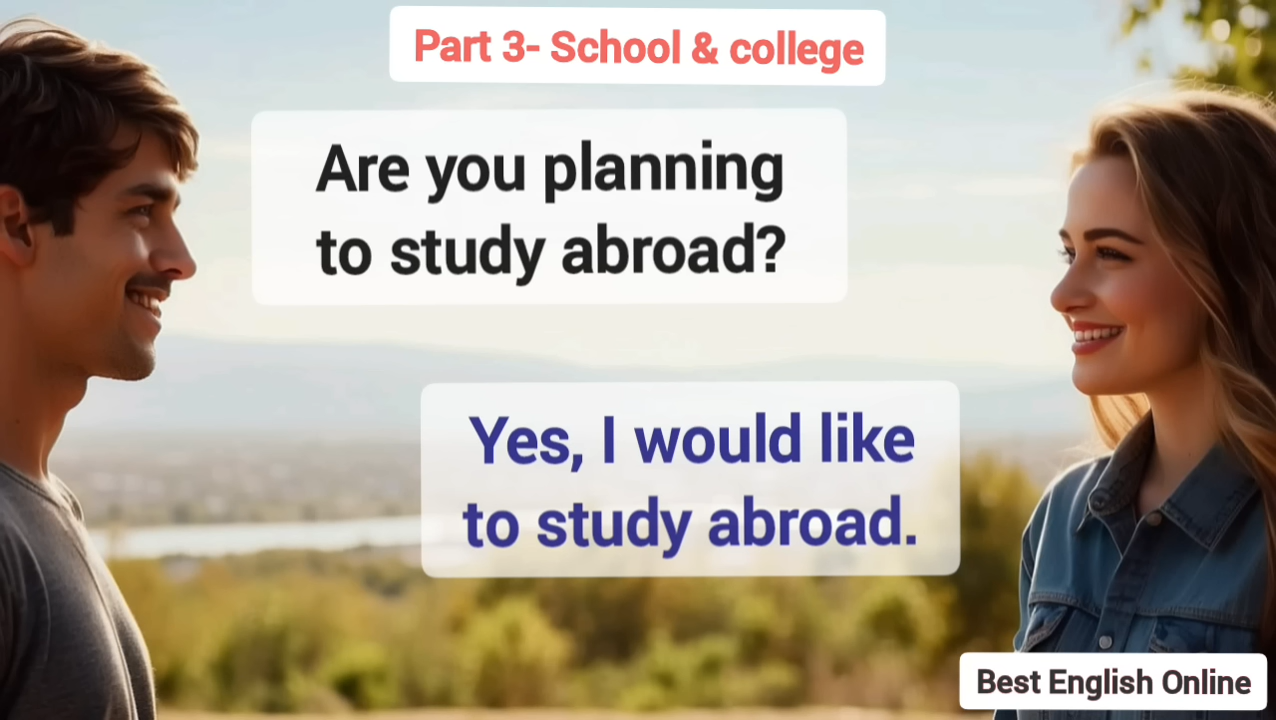 Part 3- School & college
Are you planning
to study abroad?
Yes, I would like
to study abroad.
Best English Online